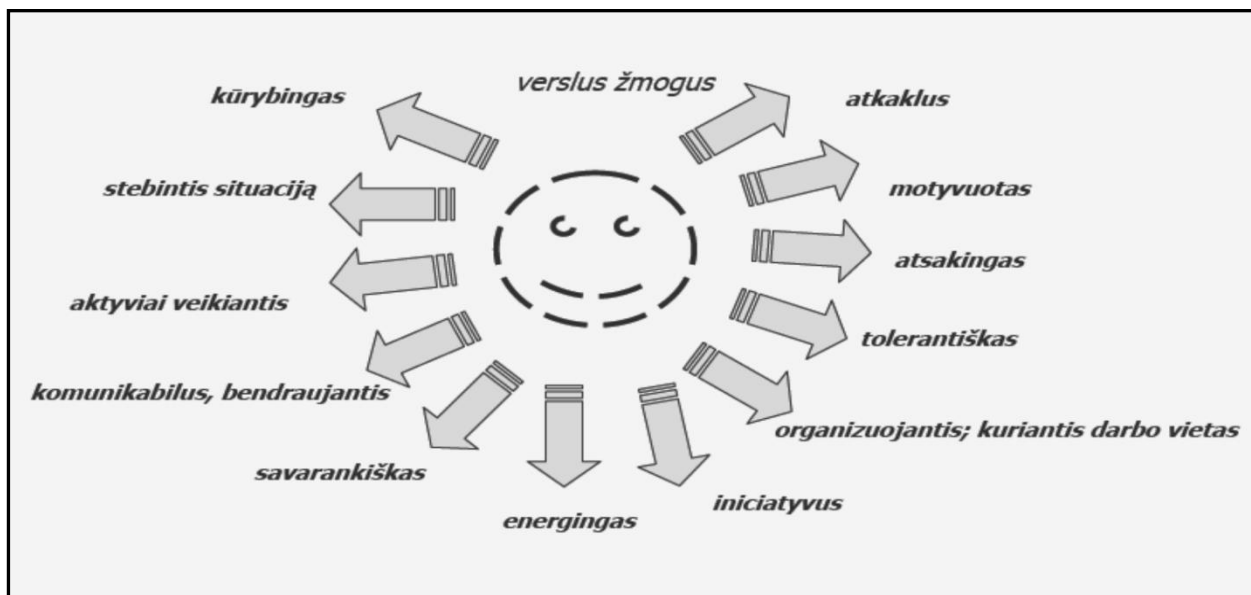 verslus žmogus
kūrybingas
atkaklus
stebintis situaciją
motyvuotas
aktyviai veikiantis
atsakingas
komunikabilus, bendraujantis
tolerantiškas
savarankiškas
organizuojantis; kuriantis darbo vietas
energingas
iniciatyvus